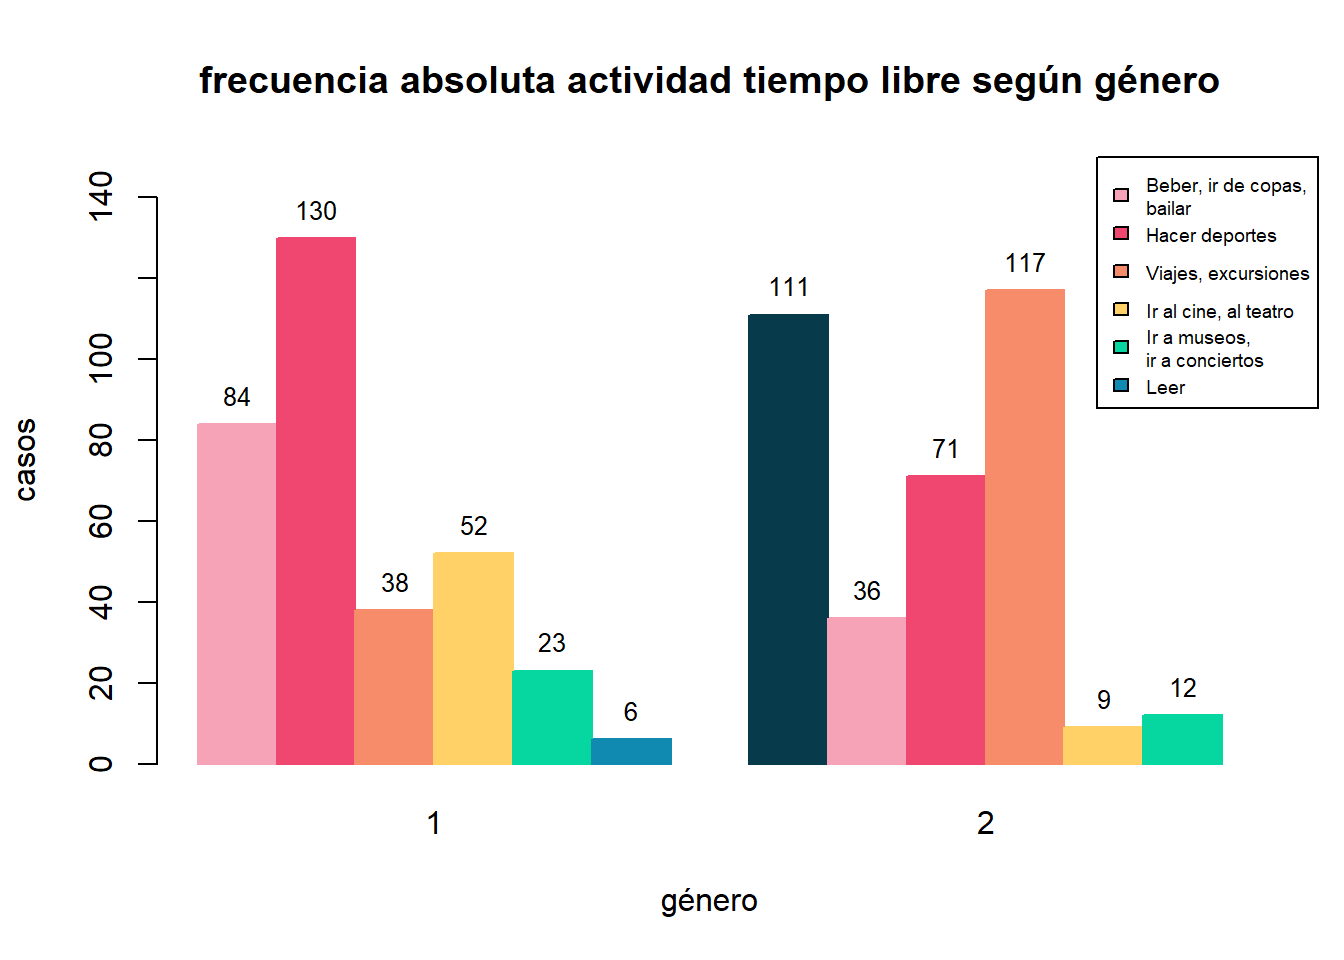 frecuencia absoluta actividad tiempo libre según género
Beber, ir de copas,
bailar
Hacer deportes
Viajes, excursiones
Ir al cine, al teatro
Ir a museos,
ir a conciertos
Leer
casos
140
100
80
60
40
20
0
84
130
38
52
23
6
111
36
71
117
9
12
1
2
género